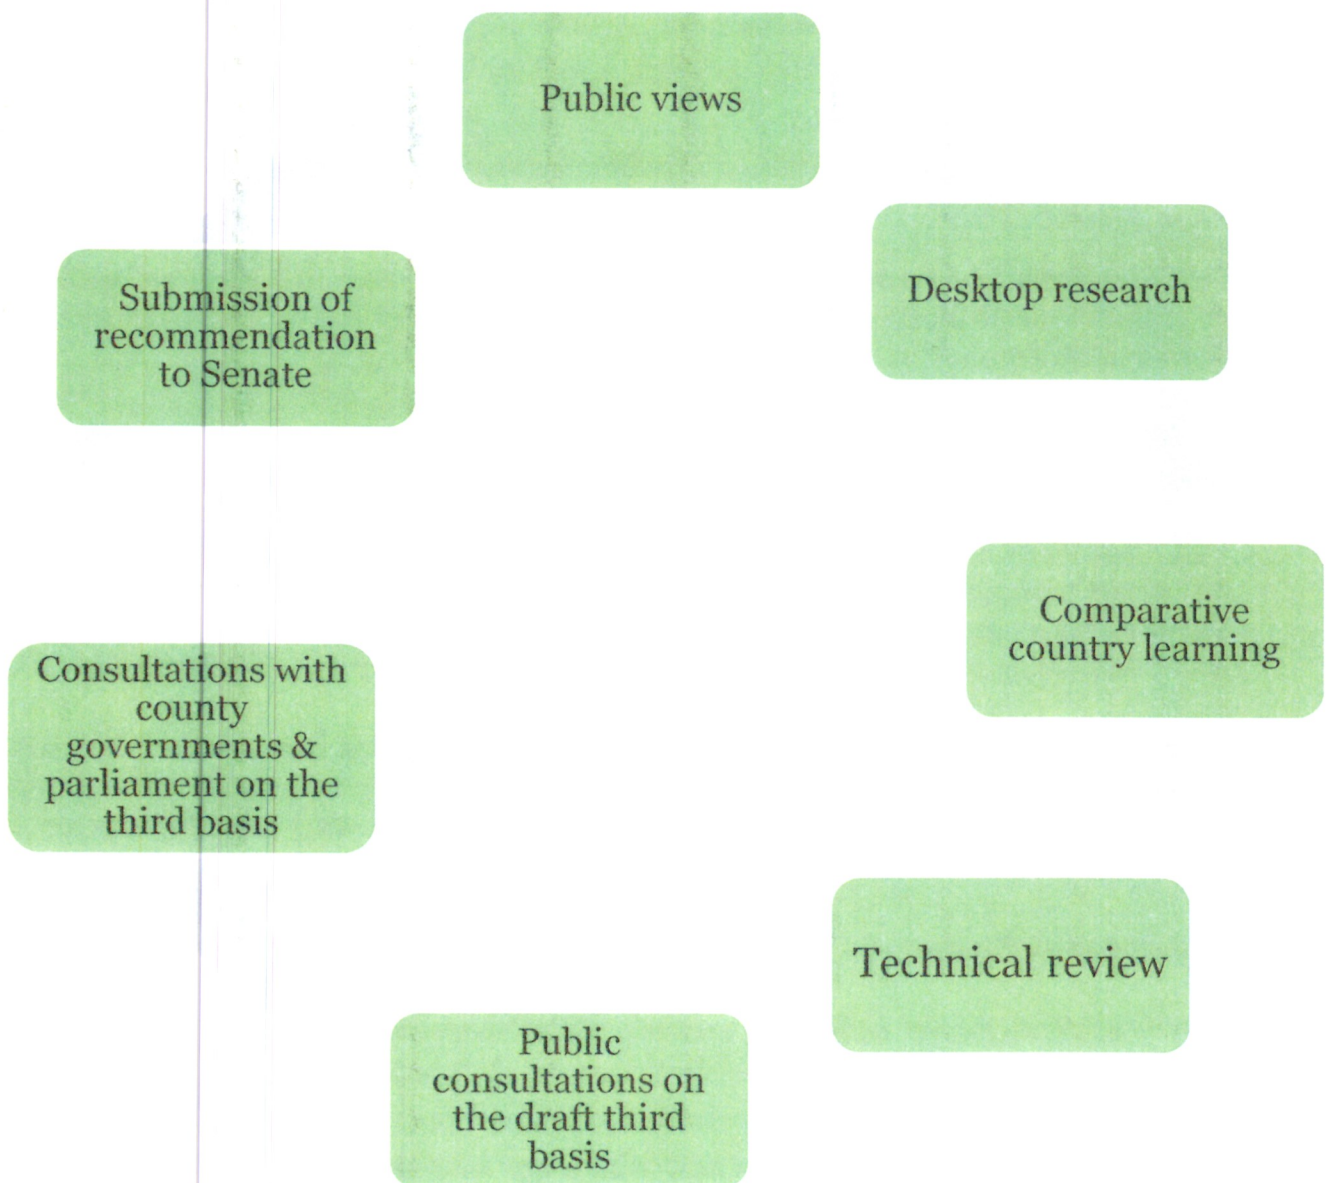 Public views
Desktop research
Comparative
country learning
Technical review
Public
consultations on
the draft third
basis
Consultations with
county
governments &
parliament on the
third basis
Submission of
recommendation
to Senate